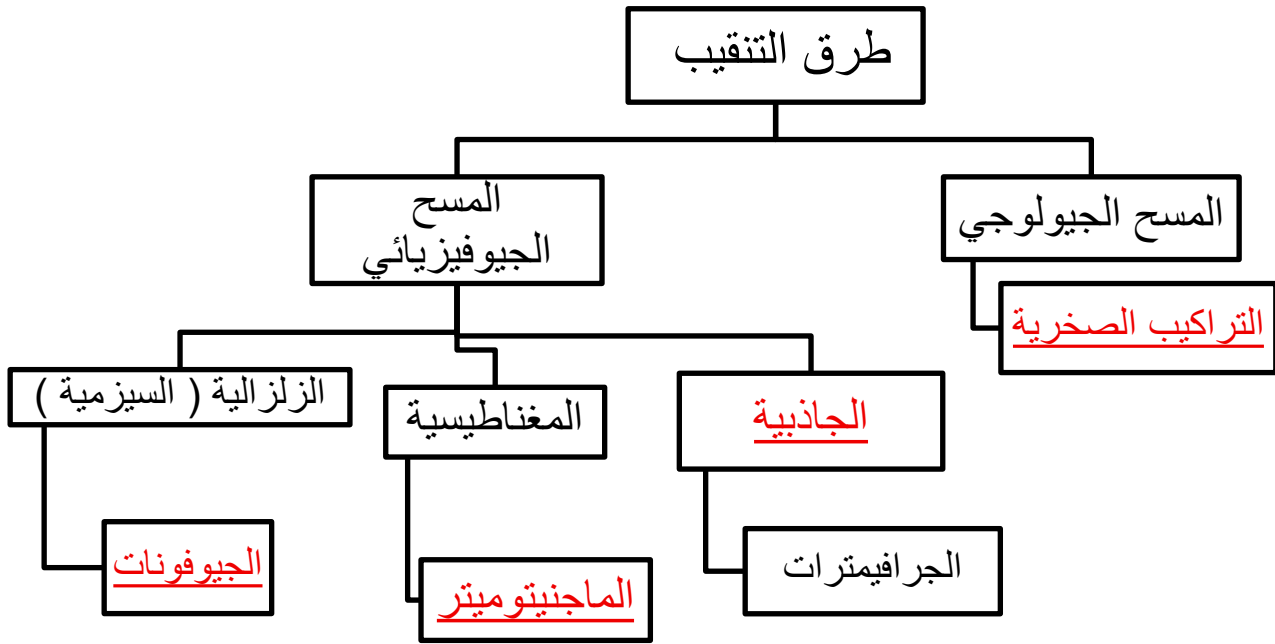 طرق التنقيب
المسح الجيولوجي
المسح
الجيوفيزيائي
التراكيب الصخرية
الجاذبية
المغناطيسية
الزلزالية ( السيزمية )
الجرافيمترات
الماجنيتوميتر
الجيوفونات